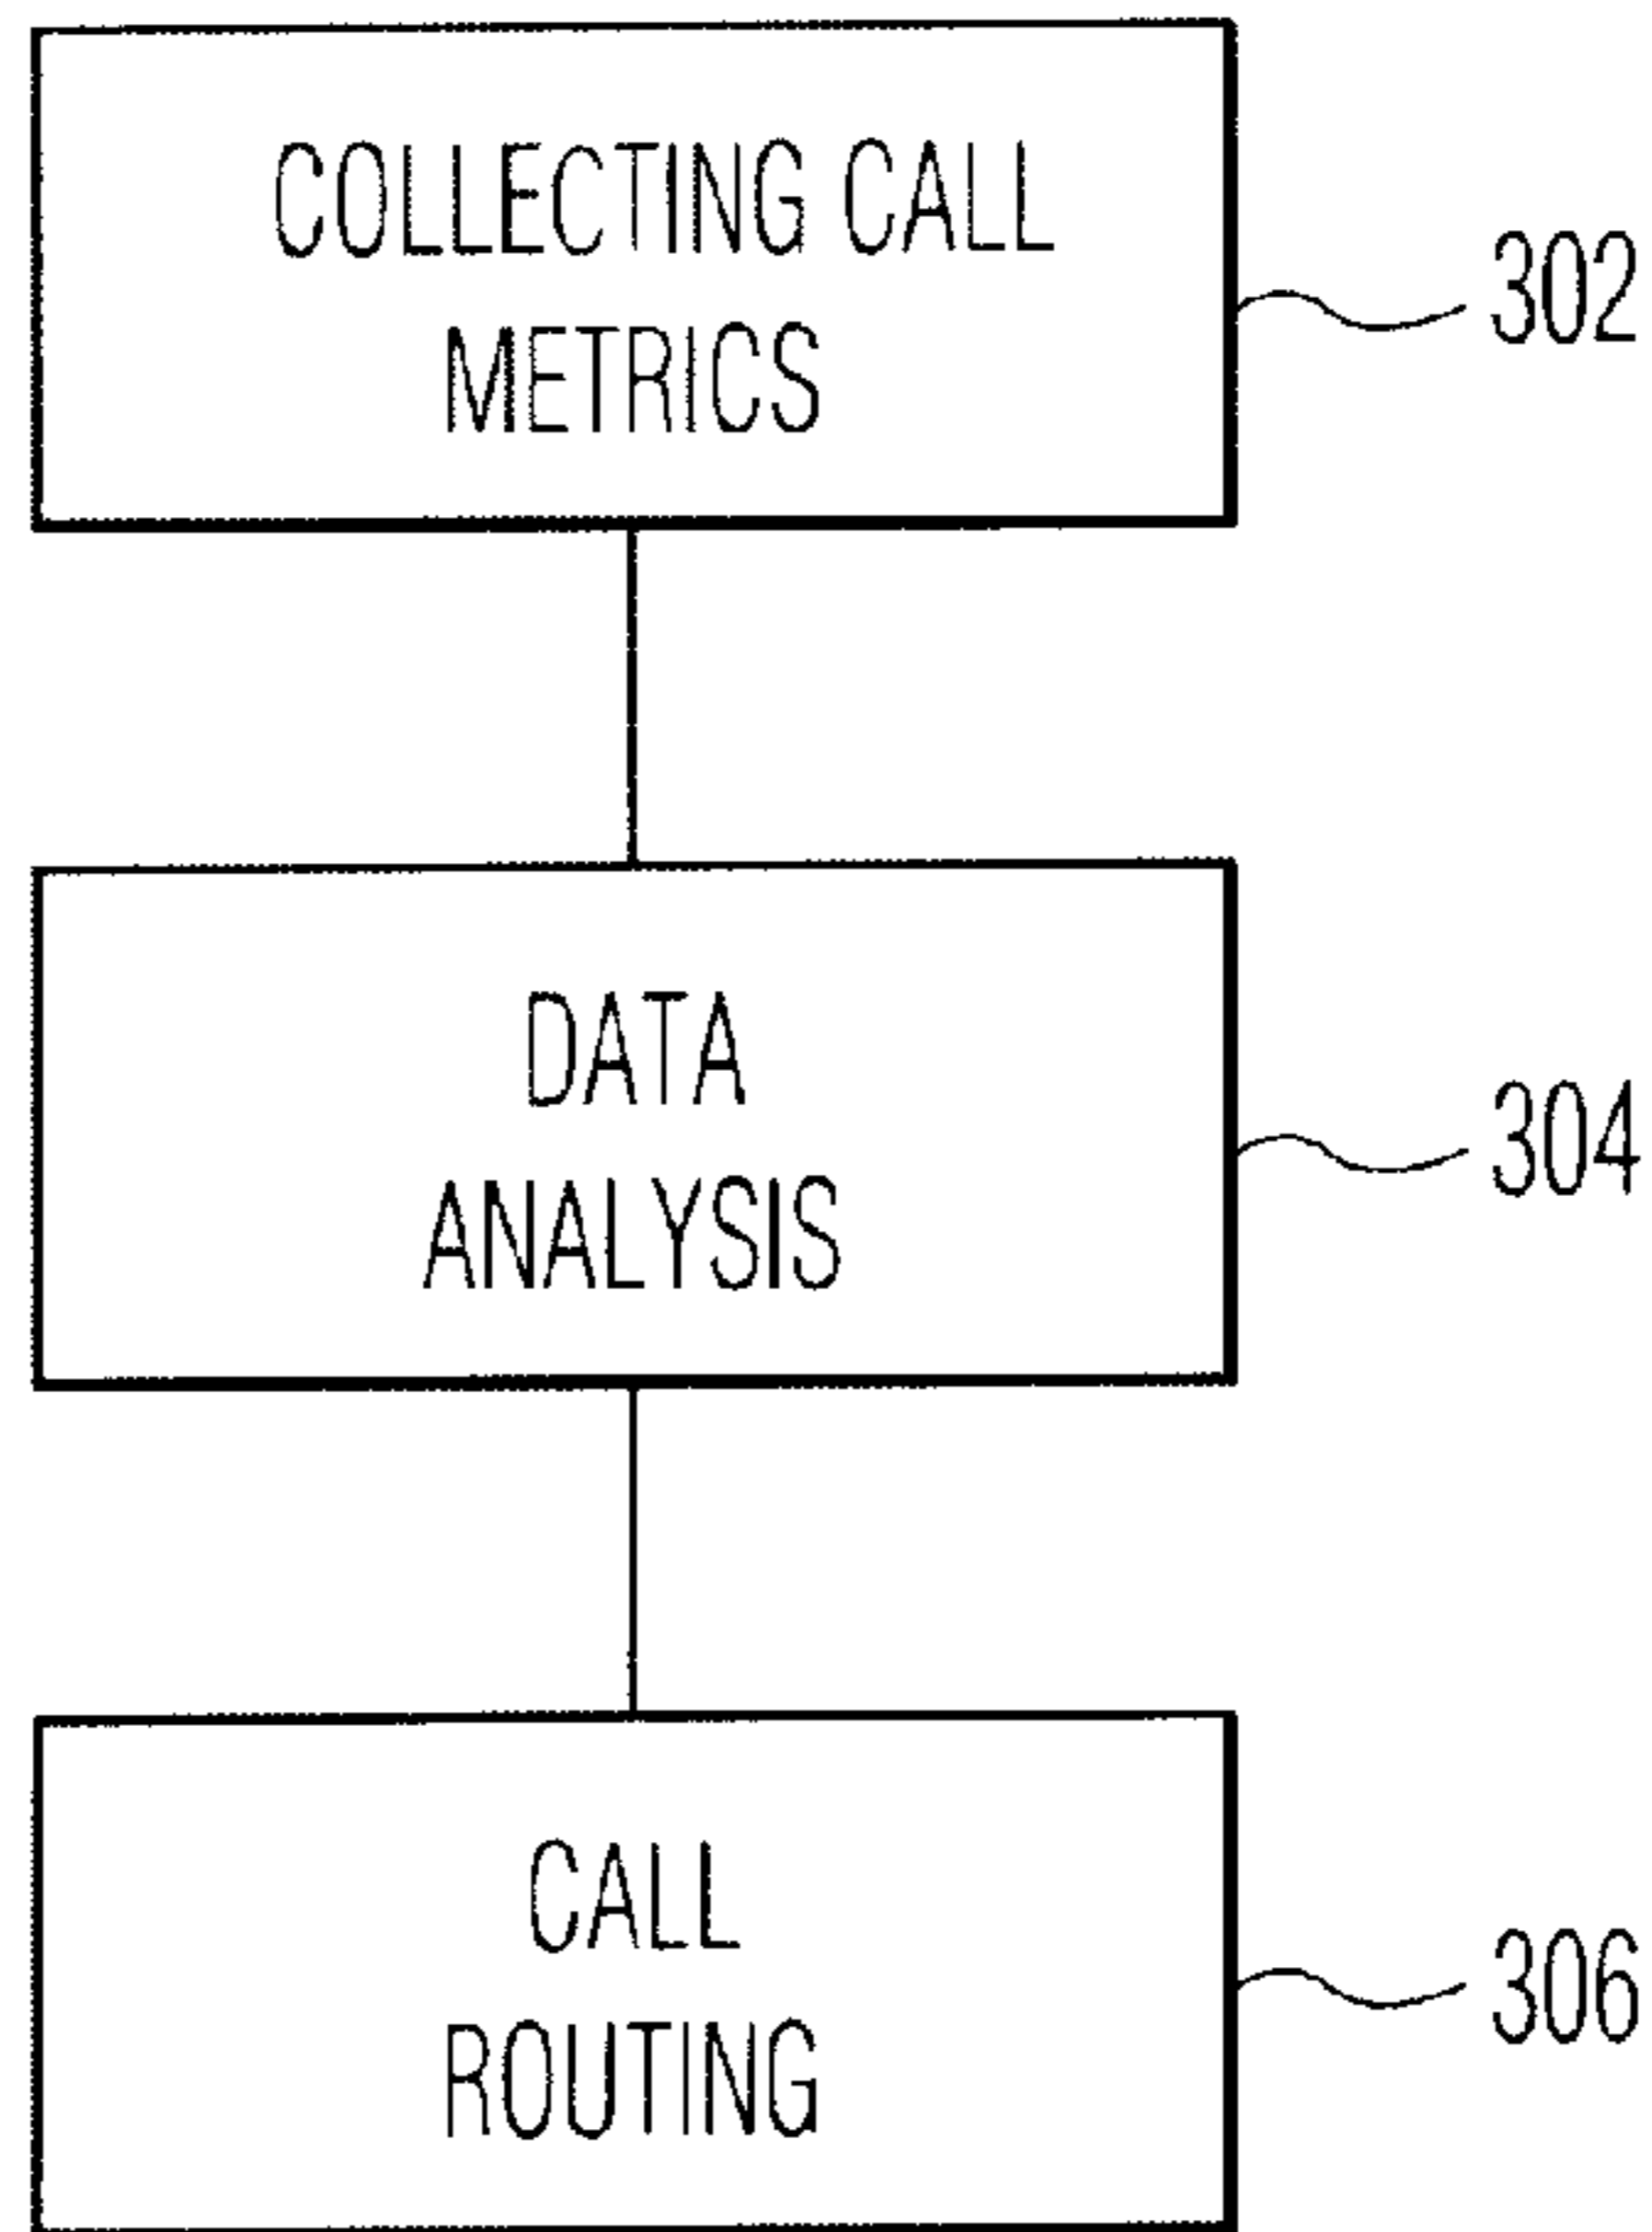 COLLECTING CALL
METRICS
302
DATA
ANALYSIS
304
CALL
ROUTING
306